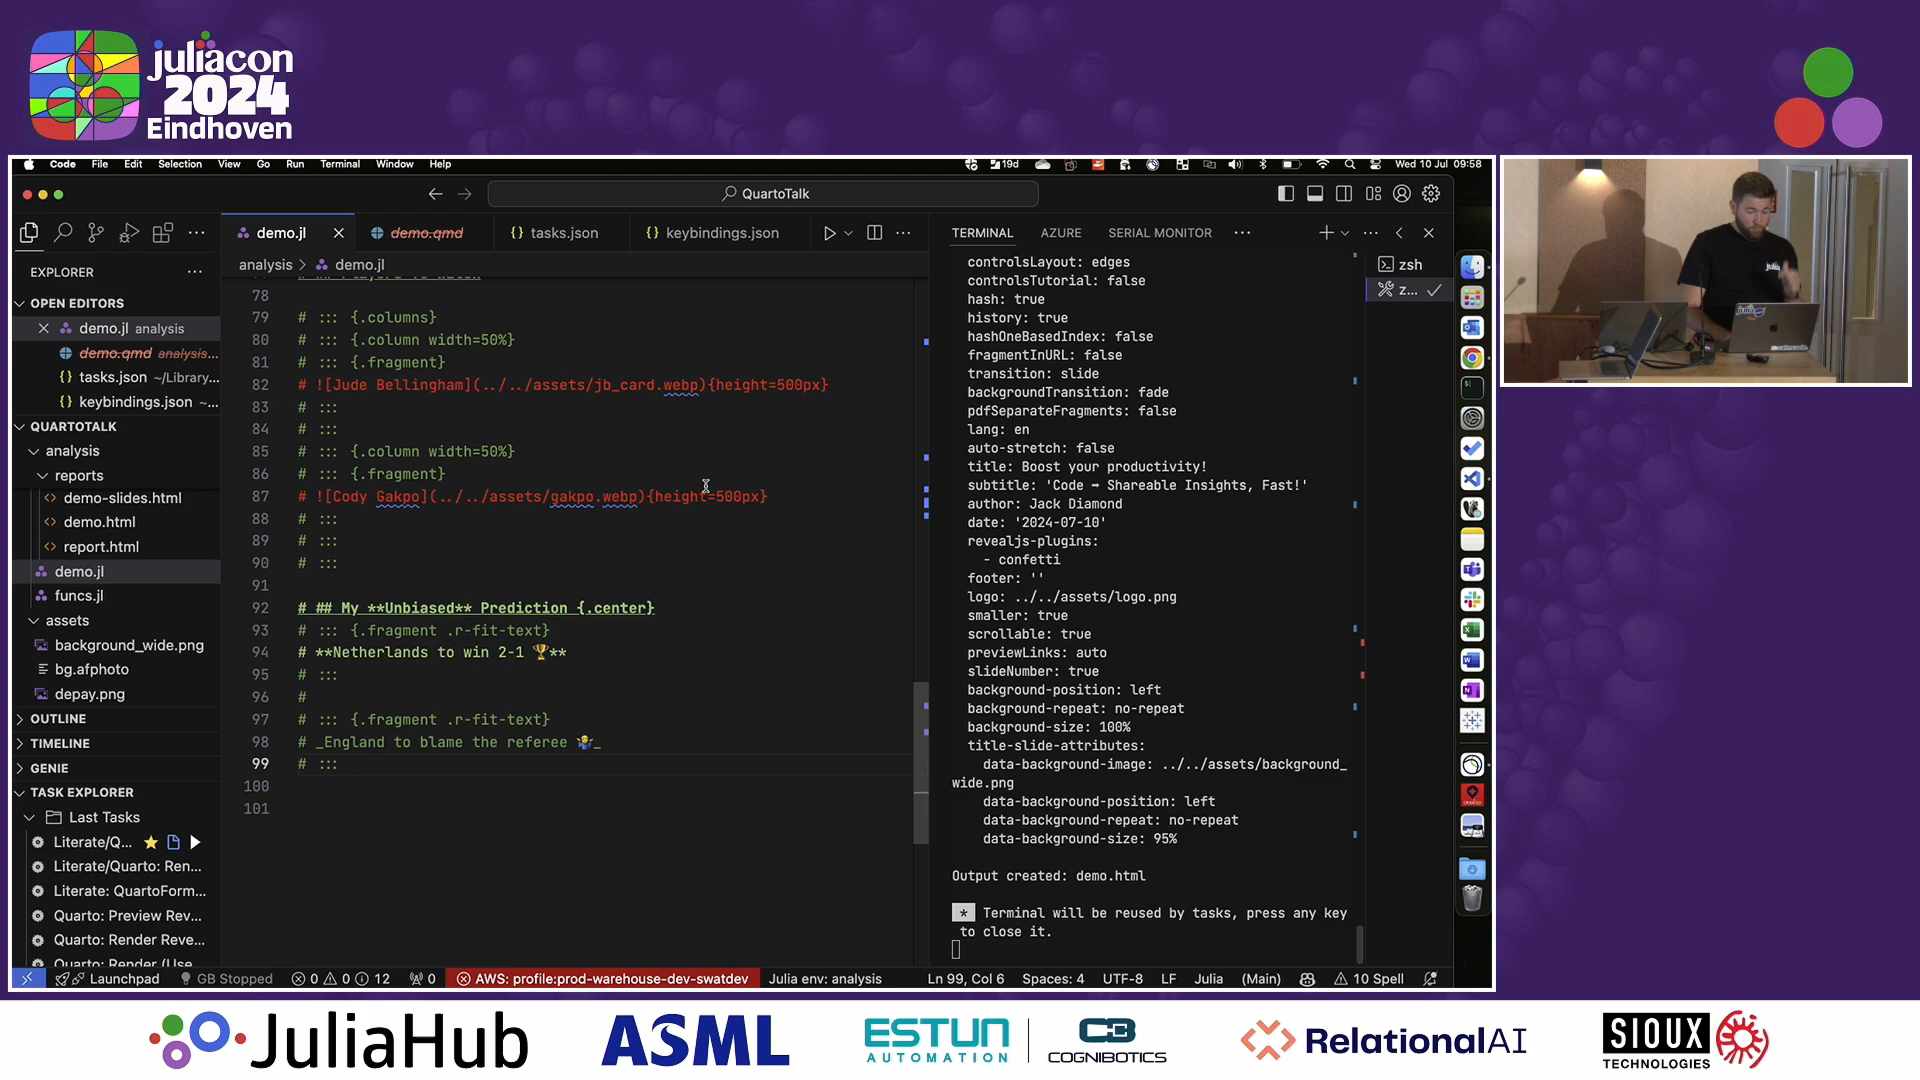 juliacon
2024
Eindhoven
Code File Edit Selection View Go Run Terminal Window Help
19d
Wed 10 Jul 09:58
QuartoTalk
demo.jl
demo.qmd
{} tasks.json
{} keybindings.json
TERMINAL AZURE SERIAL MONITOR
EXPLORER
OPEN EDITORS
demo.jl analysis
demo.qmd analysis...
{} tasks.json ~/Library...
{} keybindings.json ~...
QUARTOTALK
analysis
reports
demo-slides.html
demo.html
report.html
demo.jl
funcs.jl
assets
background_wide.png
bg.afphoto
depay.png
OUTLINE
TIMELINE
GENIE
TASK EXPLORER
Last Tasks
Literate/Q...
Literate/Quarto: Ren...
Literate: QuartoForm...
Quarto: Preview Rev...
Quarto: Render Reve...
Quarto: Render (Use
analysis > demo.jl
78
79 # ::: {.columns}
80 # ::: {.column width=50%}
81 # ::: {.fragment}
82 # ![Jude Bellingham](../../assets/jb_card.webp){height=500px}
83 # :::
84 # :::
85 # ::: {.column width=50%}
86 # ::: {.fragment}
87 # ![Cody Gakpo](../../assets/gakpo.webp){height=500px}
88 # :::
89 # :::
90 # :::
91
92 # ## My **Unbiased** Prediction {.center}
93 # ::: {.fragment .r-fit-text}
94 # **Netherlands to win 2-1 🏆**
95 # :::
96 #
97 # ::: {.fragment .r-fit-text}
98 # _England to blame the referee 🤷_
99 # :::
100
101
controlsLayout: edges
controlsTutorial: false
hash: true
history: true
hashOneBasedIndex: false
fragmentInURL: false
transition: slide
backgroundTransition: fade
pdfSeparateFragments: false
lang: en
auto-stretch: false
title: Boost your productivity!
subtitle: 'Code ➡ Shareable Insights, Fast!'
author: Jack Diamond
date: '2024-07-10'
revealjs-plugins:
- confetti
footer: ''
logo: ../../assets/logo.png
smaller: true
scrollable: true
previewLinks: auto
slideNumber: true
background-position: left
background-repeat: no-repeat
background-size: 100%
title-slide-attributes:
data-background-image: ../../assets/background_
wide.png
data-background-position: left
data-background-repeat: no-repeat
data-background-size: 95%
Output created: demo.html
* Terminal will be reused by tasks, press any key
to close it.
zsh
z...
Launchpad GB Stopped 0 0 12 0 AWS: profile:prod-warehouse-dev-swatdev Julia env: analysis Ln 99, Col 6 Spaces: 4 UTF-8 LF Julia (Main) 10 Spell
JuliaHub
ASML
ESTUN
AUTOMATION
COGNIBOTICS
RelationalAI
SIOUX
TECHNOLOGIES